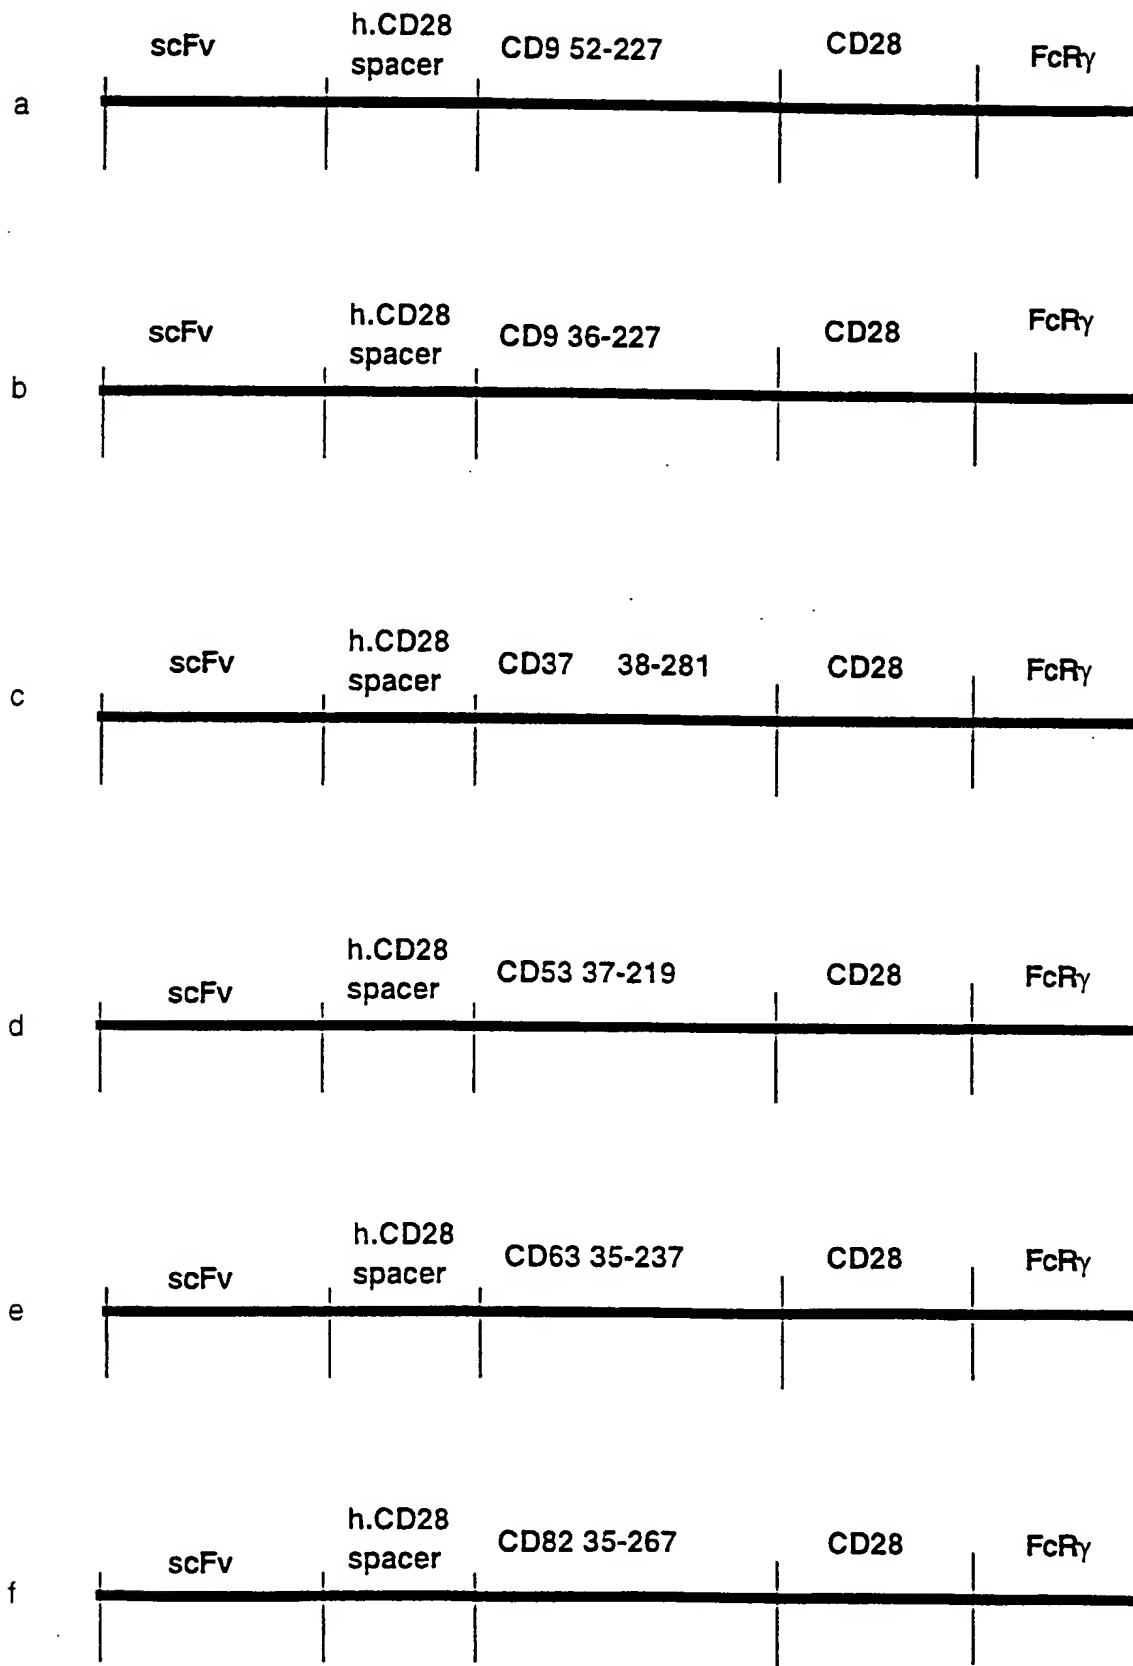 scFv h.CD28 spacer CD9 52-227 CD28 FcRγ
a
scFv h.CD28 spacer CD9 36-227 CD28 FcRγ
b
scFv h.CD28 spacer CD37 38-281 CD28 FcRγ
c
scFv h.CD28 spacer CD53 37-219 CD28 FcRγ
d
scFv h.CD28 spacer CD63 35-237 CD28 FcRγ
e
scFv h.CD28 spacer CD82 35-267 CD28 FcRγ
f